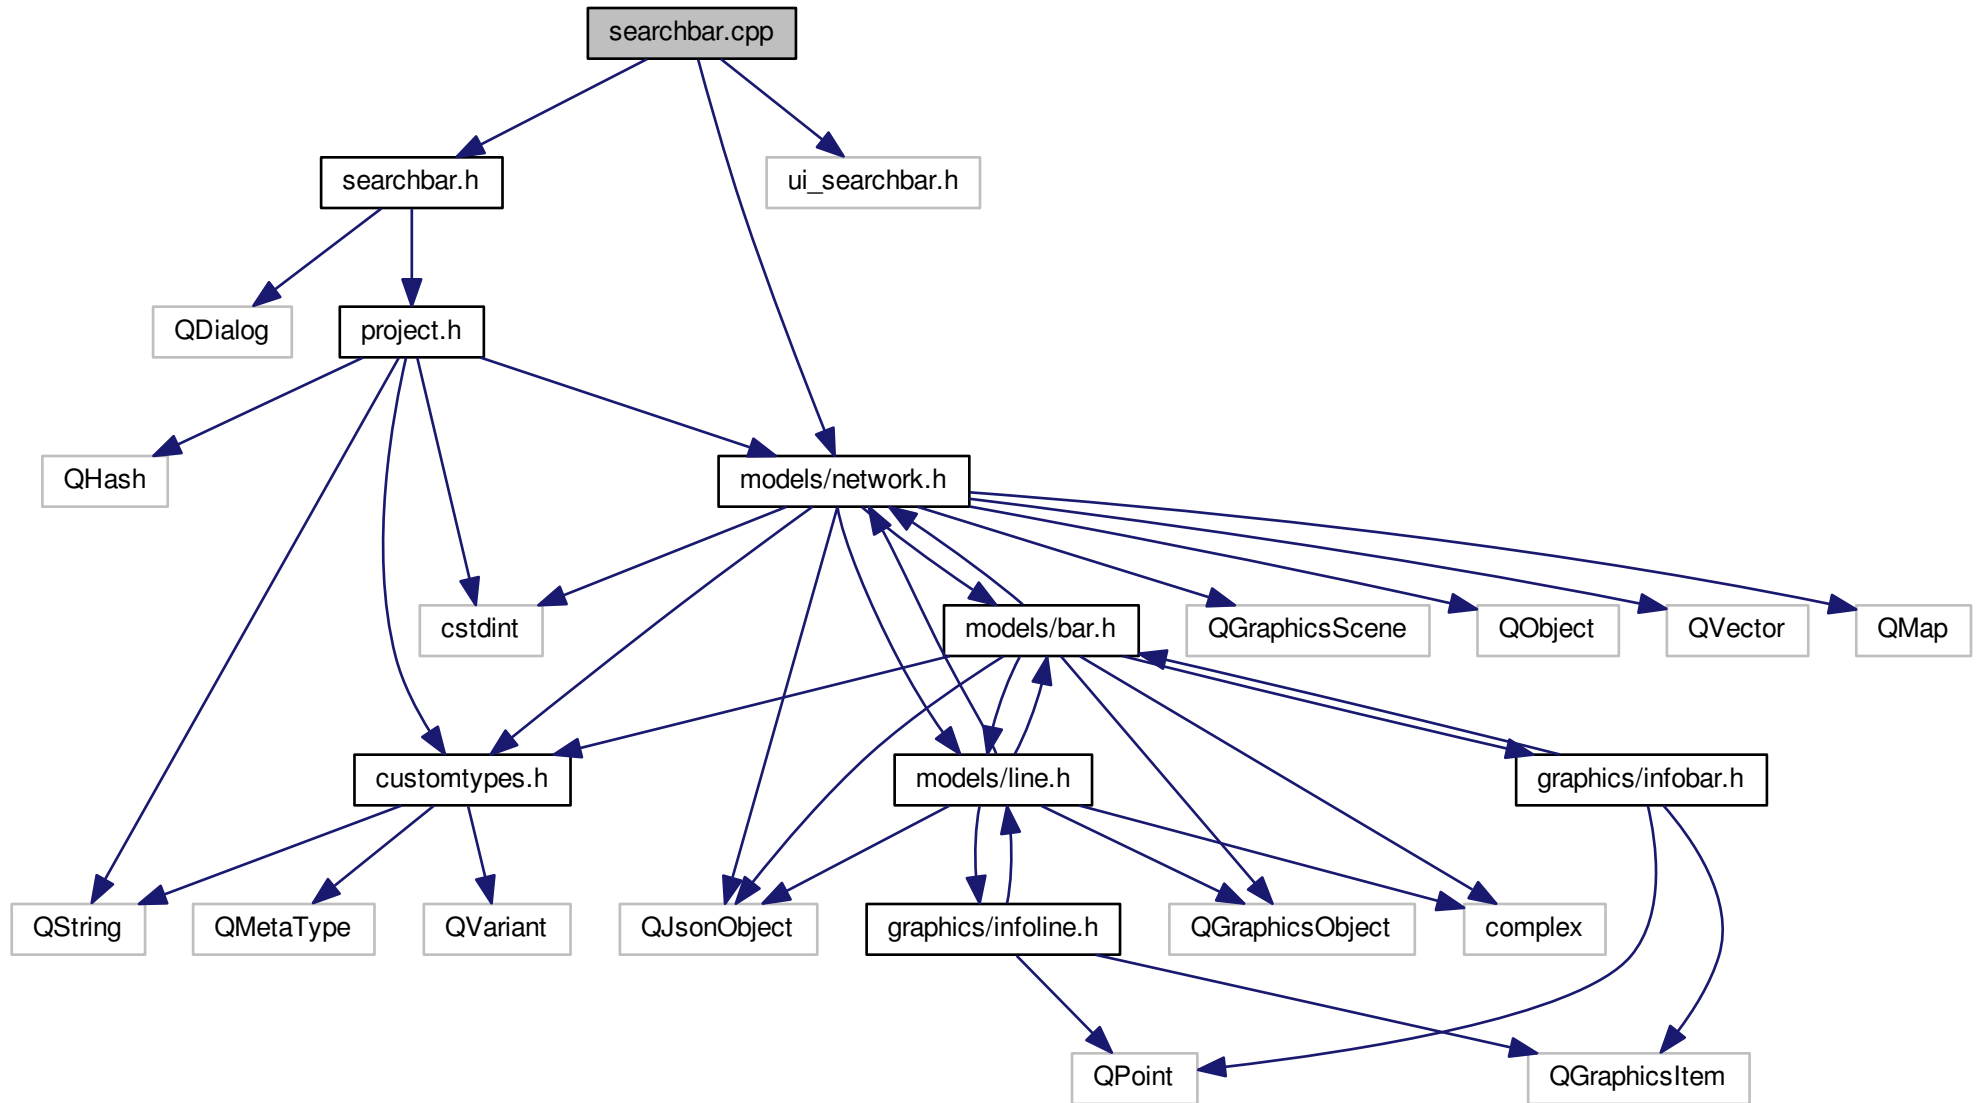 searchbar.cpp
searchbar.h
ui_searchbar.h
QDialog
project.h
QHash
models/network.h
cstdint
models/bar.h
QGraphicsScene
QObject
QVector
QMap
customtypes.h
models/line.h
graphics/infobar.h
QString
QMetaType
QVariant
QJsonObject
graphics/infoline.h
QGraphicsObject
complex
QPoint
QGraphicsItem